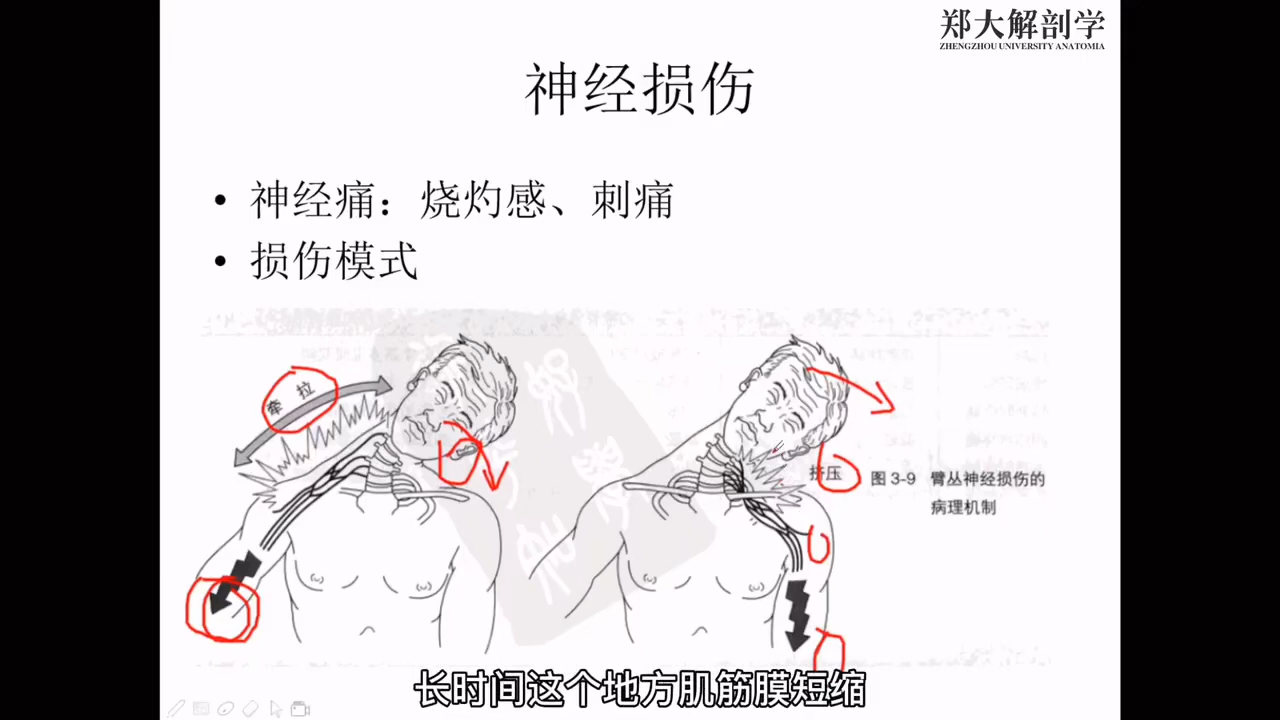 郑大解剖学
ZHENGZHOU UNIVERSITY ANATOMIA
神经损伤
• 神经痛：烧灼感、刺痛
• 损伤模式
牵拉
挤压
图 3-9 臂丛神经损伤的
病理机制
长时间这个地方肌筋膜短缩